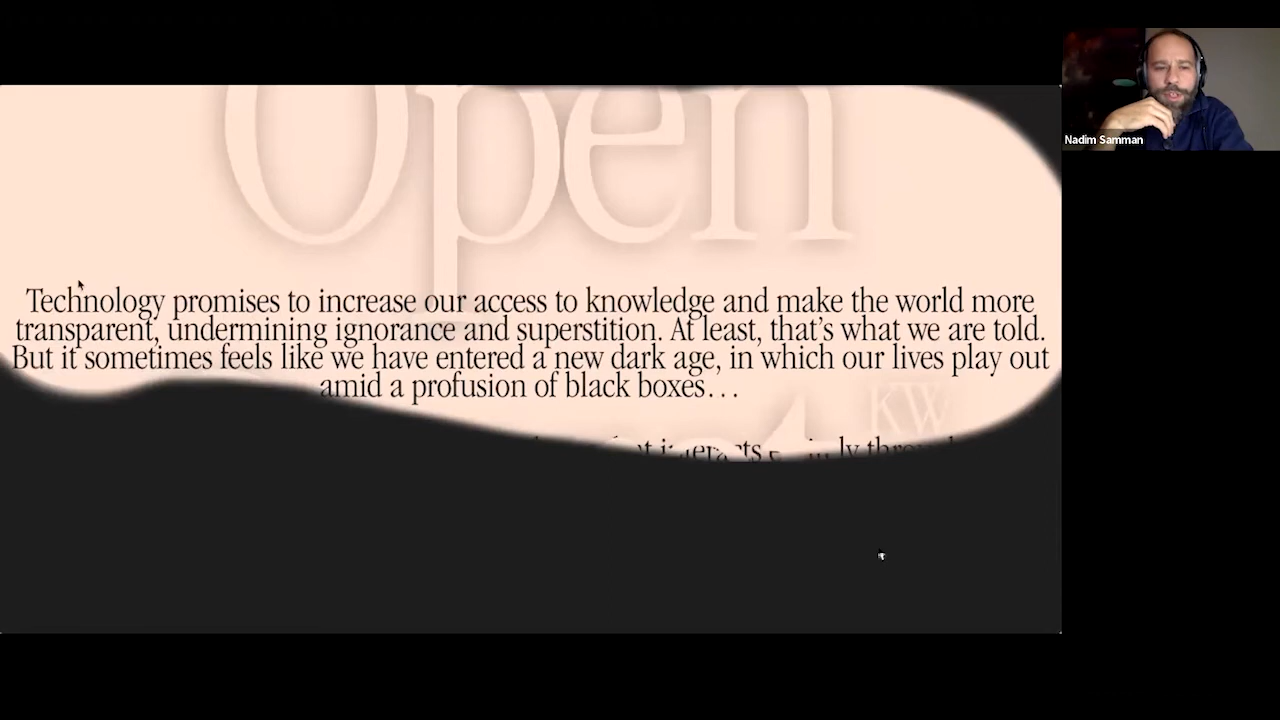 Open
Nadim Samman
Technology promises to increase our access to knowledge and make the world more
transparent, undermining ignorance and superstition. At least, that’s what we are told.
But it sometimes feels like we have entered a new dark age, in which our lives play out
amid a profusion of black boxes…
KW